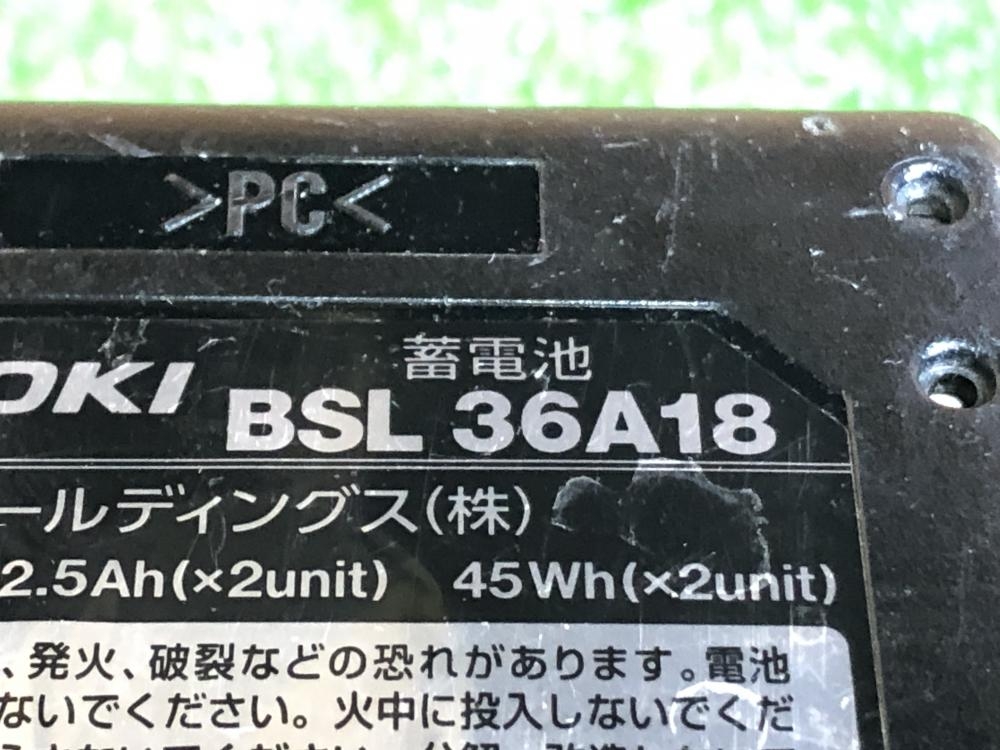 >PC<
蓄電池
OKI BSL 36A18
ールディングス(株)
2.5Ah(×2unit) 45Wh(×2unit)
、発火、破裂などの恐れがあります。電池
ないでください。火中に投入しないでくだ